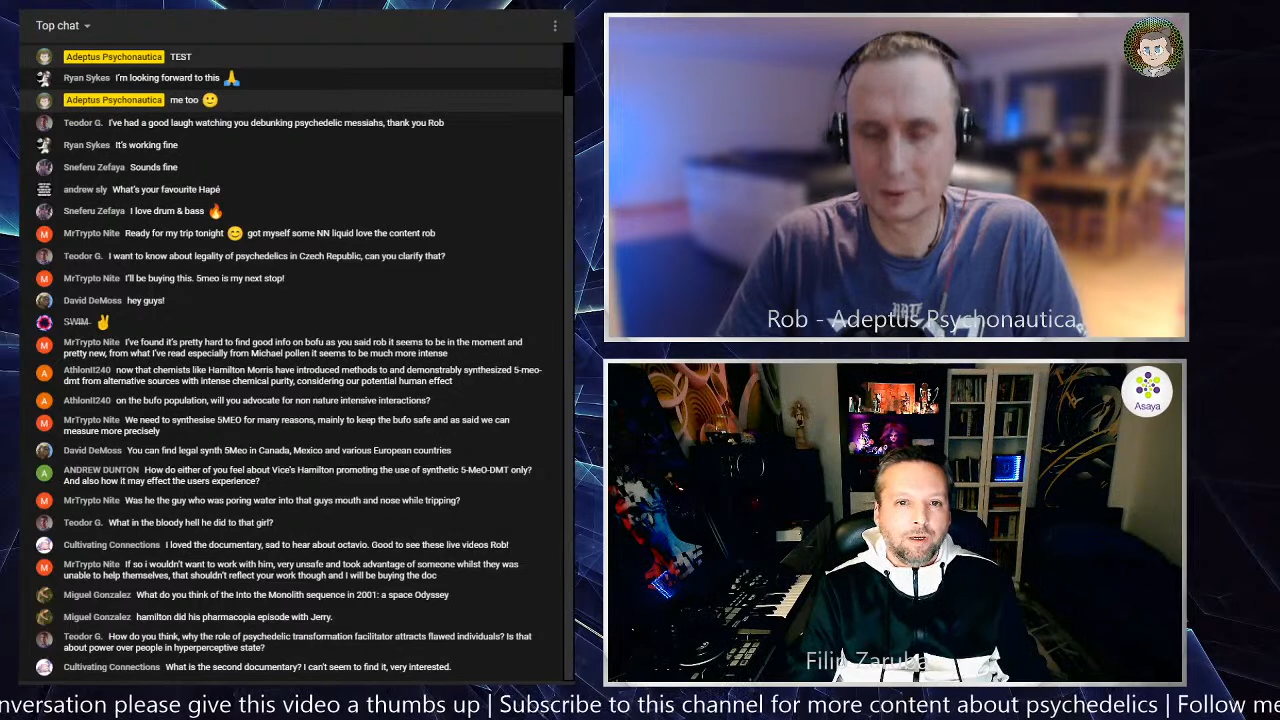 Top chat
Adeptus Psychonautica TEST
Ryan Sykes I'm looking forward to this 🙏
Adeptus Psychonautica me too 🙂
Teodor G. I've had a good laugh watching you debunking psychedelic messiahs, thank you Rob
Ryan Sykes It's working fine
Sneferu Zefaya Sounds fine
andrew sly What's your favourite Hapé
Sneferu Zefaya I love drum & bass 🔥
M MrTrypto Nite Ready for my trip tonight 😊 got myself some NN liquid love the content rob
Teodor G. I want to know about legality of psychedelics in Czech Republic, can you clarify that?
M MrTrypto Nite I'll be buying this. 5meo is my next stop!
David DeMoss hey guys!
SWIM- ✌
M MrTrypto Nite I've found it's pretty hard to find good info on bofu as you said rob it seems to be in the moment and
pretty new, from what I've read especially from Michael pollen it seems to be much more intense
A AthlonII240 now that chemists like Hamilton Morris have introduced methods to and demonstrably synthesized 5-meo-
dmt from alternative sources with intense chemical purity, considering our potential human effect
A AthlonII240 on the bufo population, will you advocate for non nature intensive interactions?
M MrTrypto Nite We need to synthesise 5MEO for many reasons, mainly to keep the bufo safe and as said we can
measure more precisely
David DeMoss You can find legal synth 5Meo in Canada, Mexico and various European countries
A ANDREW DUNTON How do either of you feel about Vice's Hamilton promoting the use of synthetic 5-MeO-DMT only?
And also how it may effect the users experience?
M MrTrypto Nite Was he the guy who was poring water into that guys mouth and nose while tripping?
Teodor G. What in the bloody hell he did to that girl?
Cultivating Connections I loved the documentary, sad to hear about octavio. Good to see these live videos Rob!
M MrTrypto Nite If so i wouldn't want to work with him, very unsafe and took advantage of someone whilst they was
unable to help themselves, that shouldn't reflect your work though and I will be buying the doc
Miguel Gonzalez What do you think of the Into the Monolith sequence in 2001: a space Odyssey
Miguel Gonzalez hamilton did his pharmacopia episode with Jerry.
Teodor G. How do you think, why the role of psychedelic transformation facilitator attracts flawed individuals? Is that
about power over people in hyperperceptive state?
Cultivating Connections What is the second documentary? I can't seem to find it, very interested.
Rob - Adeptus Psychonautica
Asaya
Filip Zaruba
nversation please give this video a thumbs up | Subscribe to this channel for more content about psychedelics | Follow me